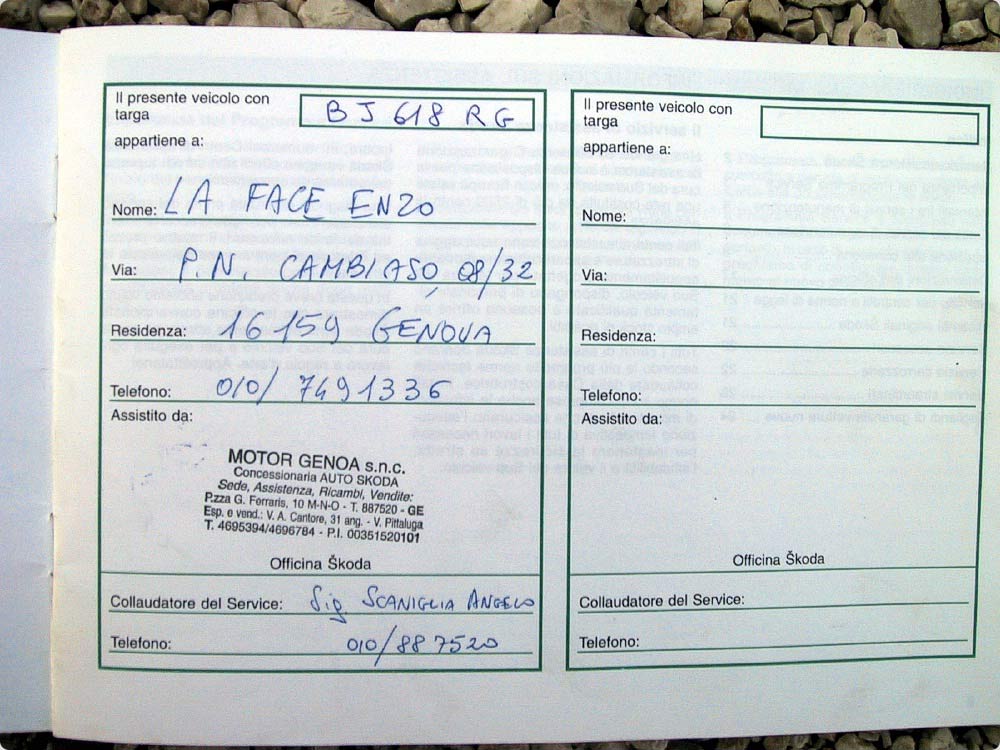 Il presente veicolo con
targa BJ 618 RG
appartiene a:
Nome: LA FACE ENZO
Via: P.N. CAMBIASO, 98/32
Residenza: 16159 GENOVA
Telefono: 010/ 7491336
Assistito da:
MOTOR GENOA s.n.c.
Concessionaria AUTO SKODA
Sede, Assistenza, Ricambi, Vendite:
P.zza G. Ferraris, 10 M-N-O - T. 887520 - GE
Esp. e vend.: V. A. Cantore, 31 ang. - V. Pittaluga
T. 4695394/4696784 - P.I. 00351520101
Officina Škoda
Collaudatore del Service: Sig. SCANIGLIA ANGELO
Telefono: 010/887520
Il presente veicolo con
targa
appartiene a:
Nome:
Via:
Residenza:
Telefono:
Assistito da:
Officina Škoda
Collaudatore del Service:
Telefono: